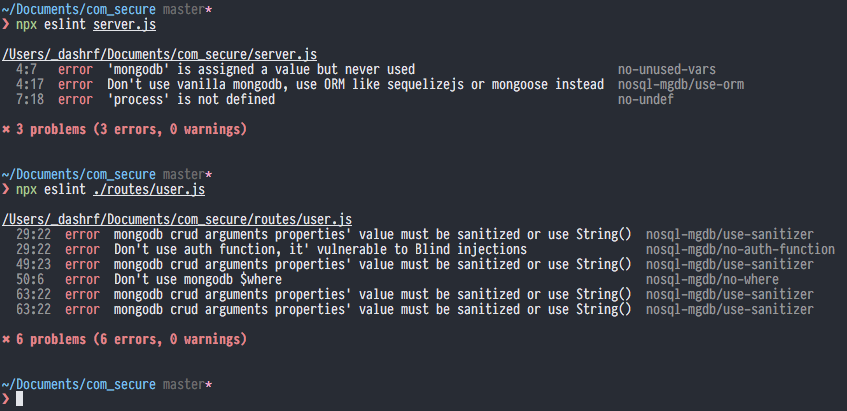 ~/Documents/com_secure master*
❯ npx eslint server.js
/Users/_dashrf/Documents/com_secure/server.js
4:7 error 'mongodb' is assigned a value but never used no-unused-vars
4:17 error Don't use vanilla mongodb, use ORM like sequelizejs or mongoose instead nosql-mgdb/use-orm
7:18 error 'process' is not defined no-undef
✖ 3 problems (3 errors, 0 warnings)
~/Documents/com_secure master*
❯ npx eslint ./routes/user.js
/Users/_dashrf/Documents/com_secure/routes/user.js
29:22 error mongodb crud arguments properties' value must be sanitized or use String() nosql-mgdb/use-sanitizer
29:22 error Don't use auth function, it' vulnerable to Blind injections nosql-mgdb/no-auth-function
49:23 error mongodb crud arguments properties' value must be sanitized or use String() nosql-mgdb/use-sanitizer
50:6 error Don't use mongodb $where nosql-mgdb/no-where
63:22 error mongodb crud arguments properties' value must be sanitized or use String() nosql-mgdb/use-sanitizer
63:22 error mongodb crud arguments properties' value must be sanitized or use String() nosql-mgdb/use-sanitizer
✖ 6 problems (6 errors, 0 warnings)
~/Documents/com_secure master*
❯